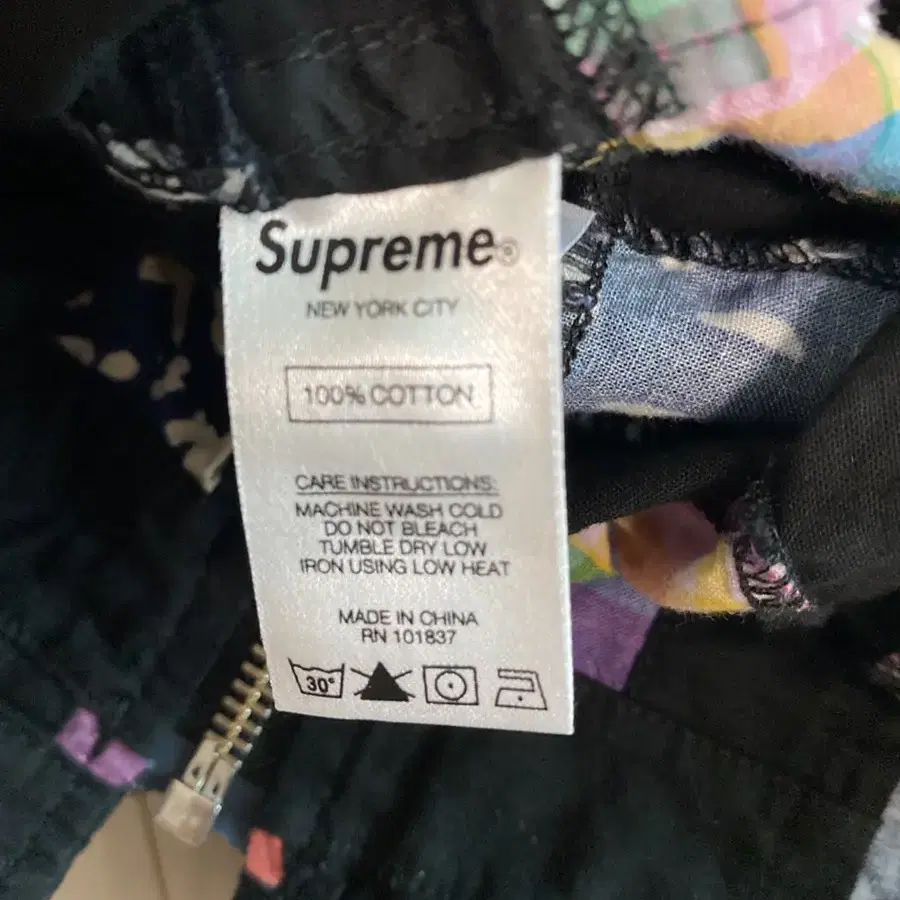 Supreme®
NEW YORK CITY
100% COTTON
CARE INSTRUCTIONS:
MACHINE WASH COLD
DO NOT BLEACH
TUMBLE DRY LOW
IRON USING LOW HEAT
MADE IN CHINA
RN 101837
30°